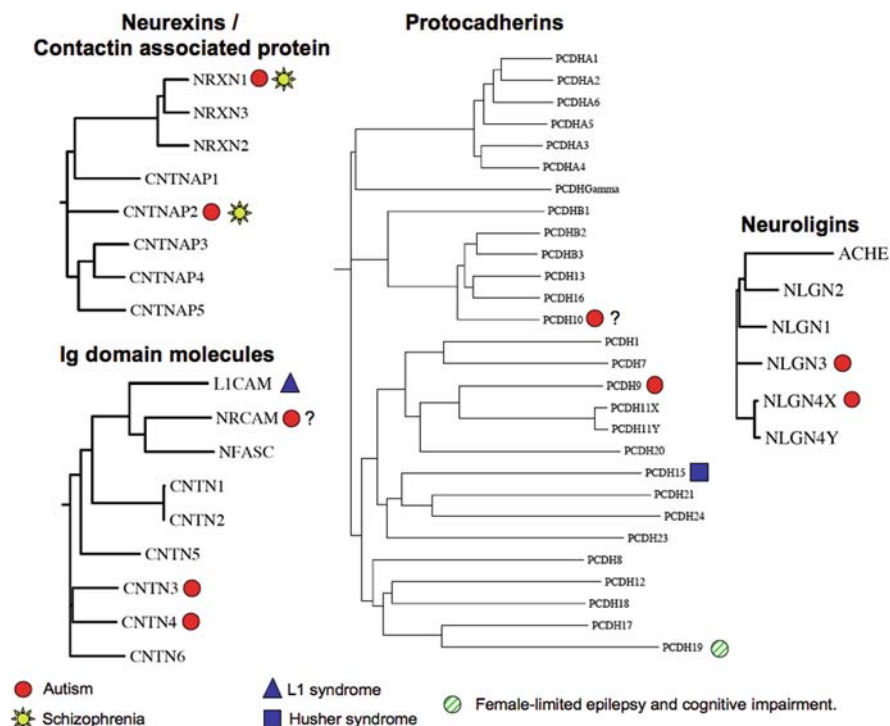 Neurexins /
Contactin associated protein
NRXN1
NRXN3
NRXN2
CNTNAP1
CNTNAP2
CNTNAP3
CNTNAP4
CNTNAP5
Ig domain molecules
L1CAM
NRCAM ?
NFASC
CNTN1
CNTN2
CNTN5
CNTN3
CNTN4
CNTN6
Protocadherins
PCDHA1
PCDHA2
PCDHA6
PCDHA5
PCDHA3
PCDHA4
PCDHGamma
PCDHB1
PCDHB2
PCDHB3
PCDH13
PCDH16
PCDH10 ?
PCDH1
PCDH7
PCDH9
PCDH11X
PCDH11Y
PCDH20
PCDH15
PCDH21
PCDH24
PCDH23
PCDH8
PCDH12
PCDH18
PCDH17
PCDH19
Neuroligins
ACHE
NLGN2
NLGN1
NLGN3
NLGN4X
NLGN4Y
Autism
Schizophrenia
L1 syndrome
Husher syndrome
Female-limited epilepsy and cognitive impairment.